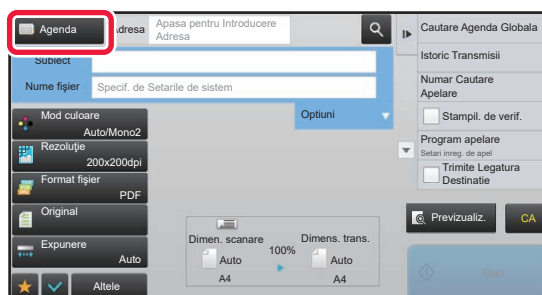 Agenda
Adresa
Apasa pentru Introducere
Adresa
Subiect
Nume fișier
Specif. de Setarile de sistem
Optiuni
Mod culoare
Auto/Mono2
Rezoluţie
200x200dpi
Format fişier
PDF
Original
Expunere
Auto
Altele
Dimen. scanare
Auto
A4
100%
Dimens. trans.
Auto
A4
Cautare Agenda Globala
Istoric Transmisii
Numar Cautare
Apelare
Stampil. de verif.
Program apelare
Setari inreg. de apel
Trimite Legatura
Destinatie
Previzualiz.
CA
Start